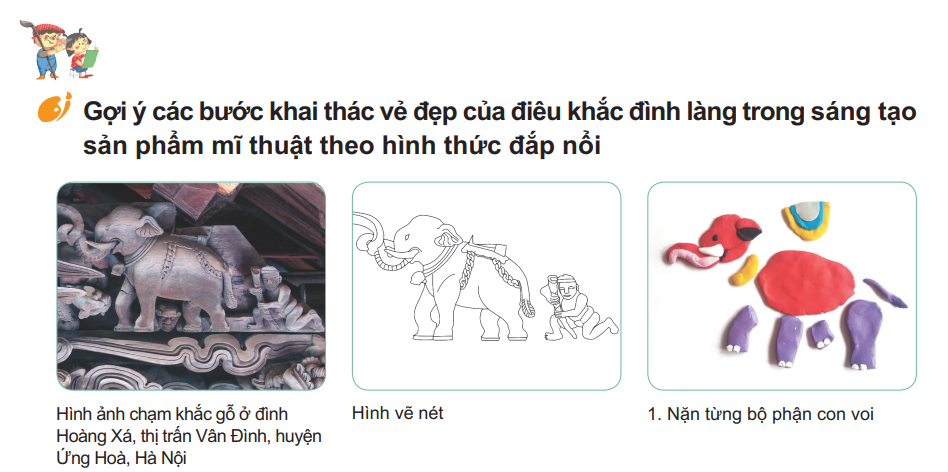 Gợi ý các bước khai thác vẻ đẹp của điêu khắc đình làng trong sáng tạo
sản phẩm mĩ thuật theo hình thức đắp nổi
Hình ảnh chạm khắc gỗ ở đình
Hoàng Xá, thị trấn Vân Đình, huyện
Ứng Hoà, Hà Nội
Hình vẽ nét
1. Nặn từng bộ phận con voi